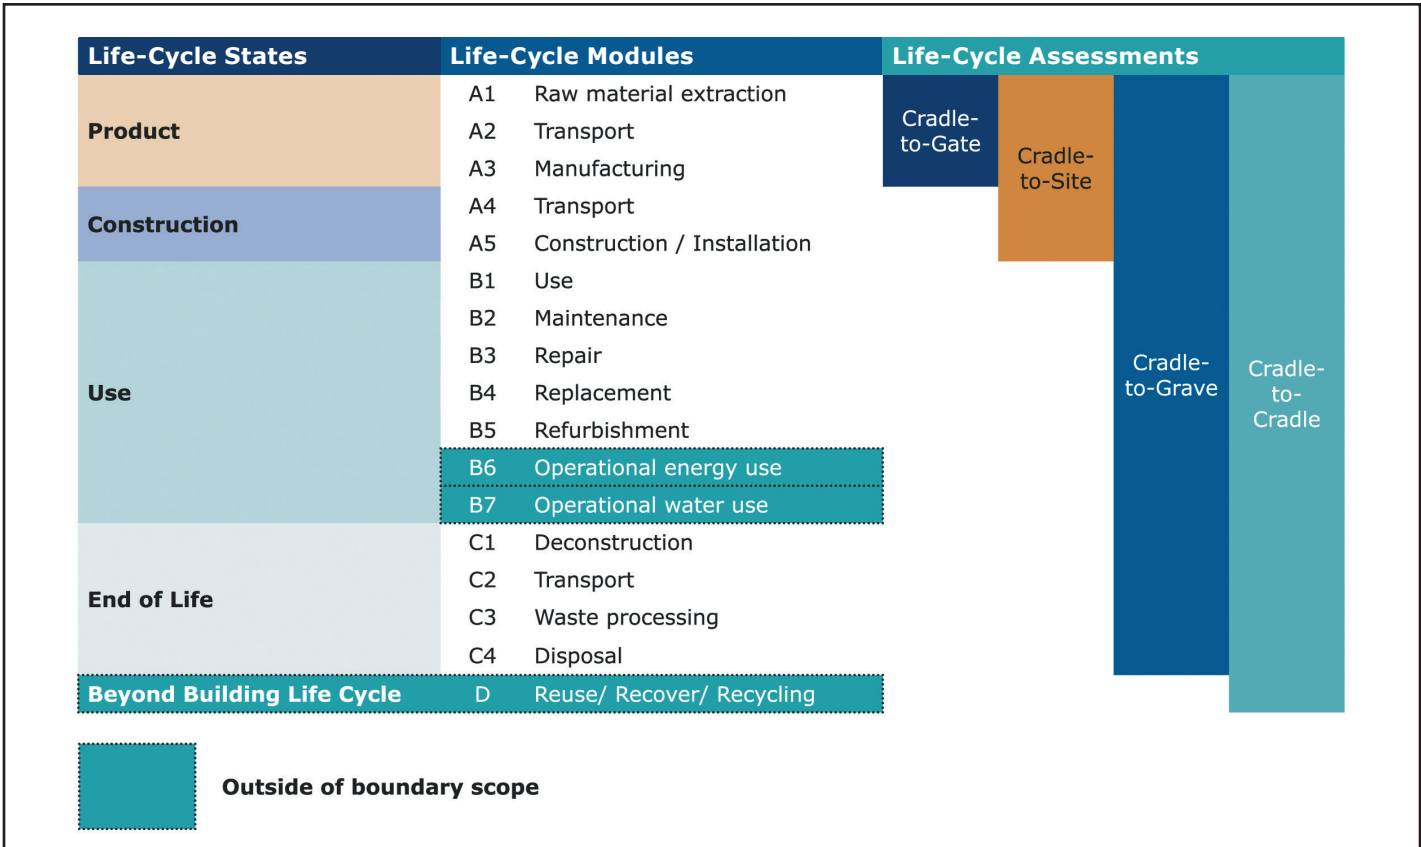 Life-Cycle States
Life-Cycle Modules
Life-Cycle Assessments
Product
A1 Raw material extraction
A2 Transport
A3 Manufacturing
Construction
A4 Transport
A5 Construction / Installation
Use
B1 Use
B2 Maintenance
B3 Repair
B4 Replacement
B5 Refurbishment
B6 Operational energy use
B7 Operational water use
End of Life
C1 Deconstruction
C2 Transport
C3 Waste processing
C4 Disposal
Beyond Building Life Cycle
D Reuse/ Recover/ Recycling
Cradle-
to-Gate
Cradle-
to-Site
Cradle-
to-Grave
Cradle-
to-
Cradle
Outside of boundary scope